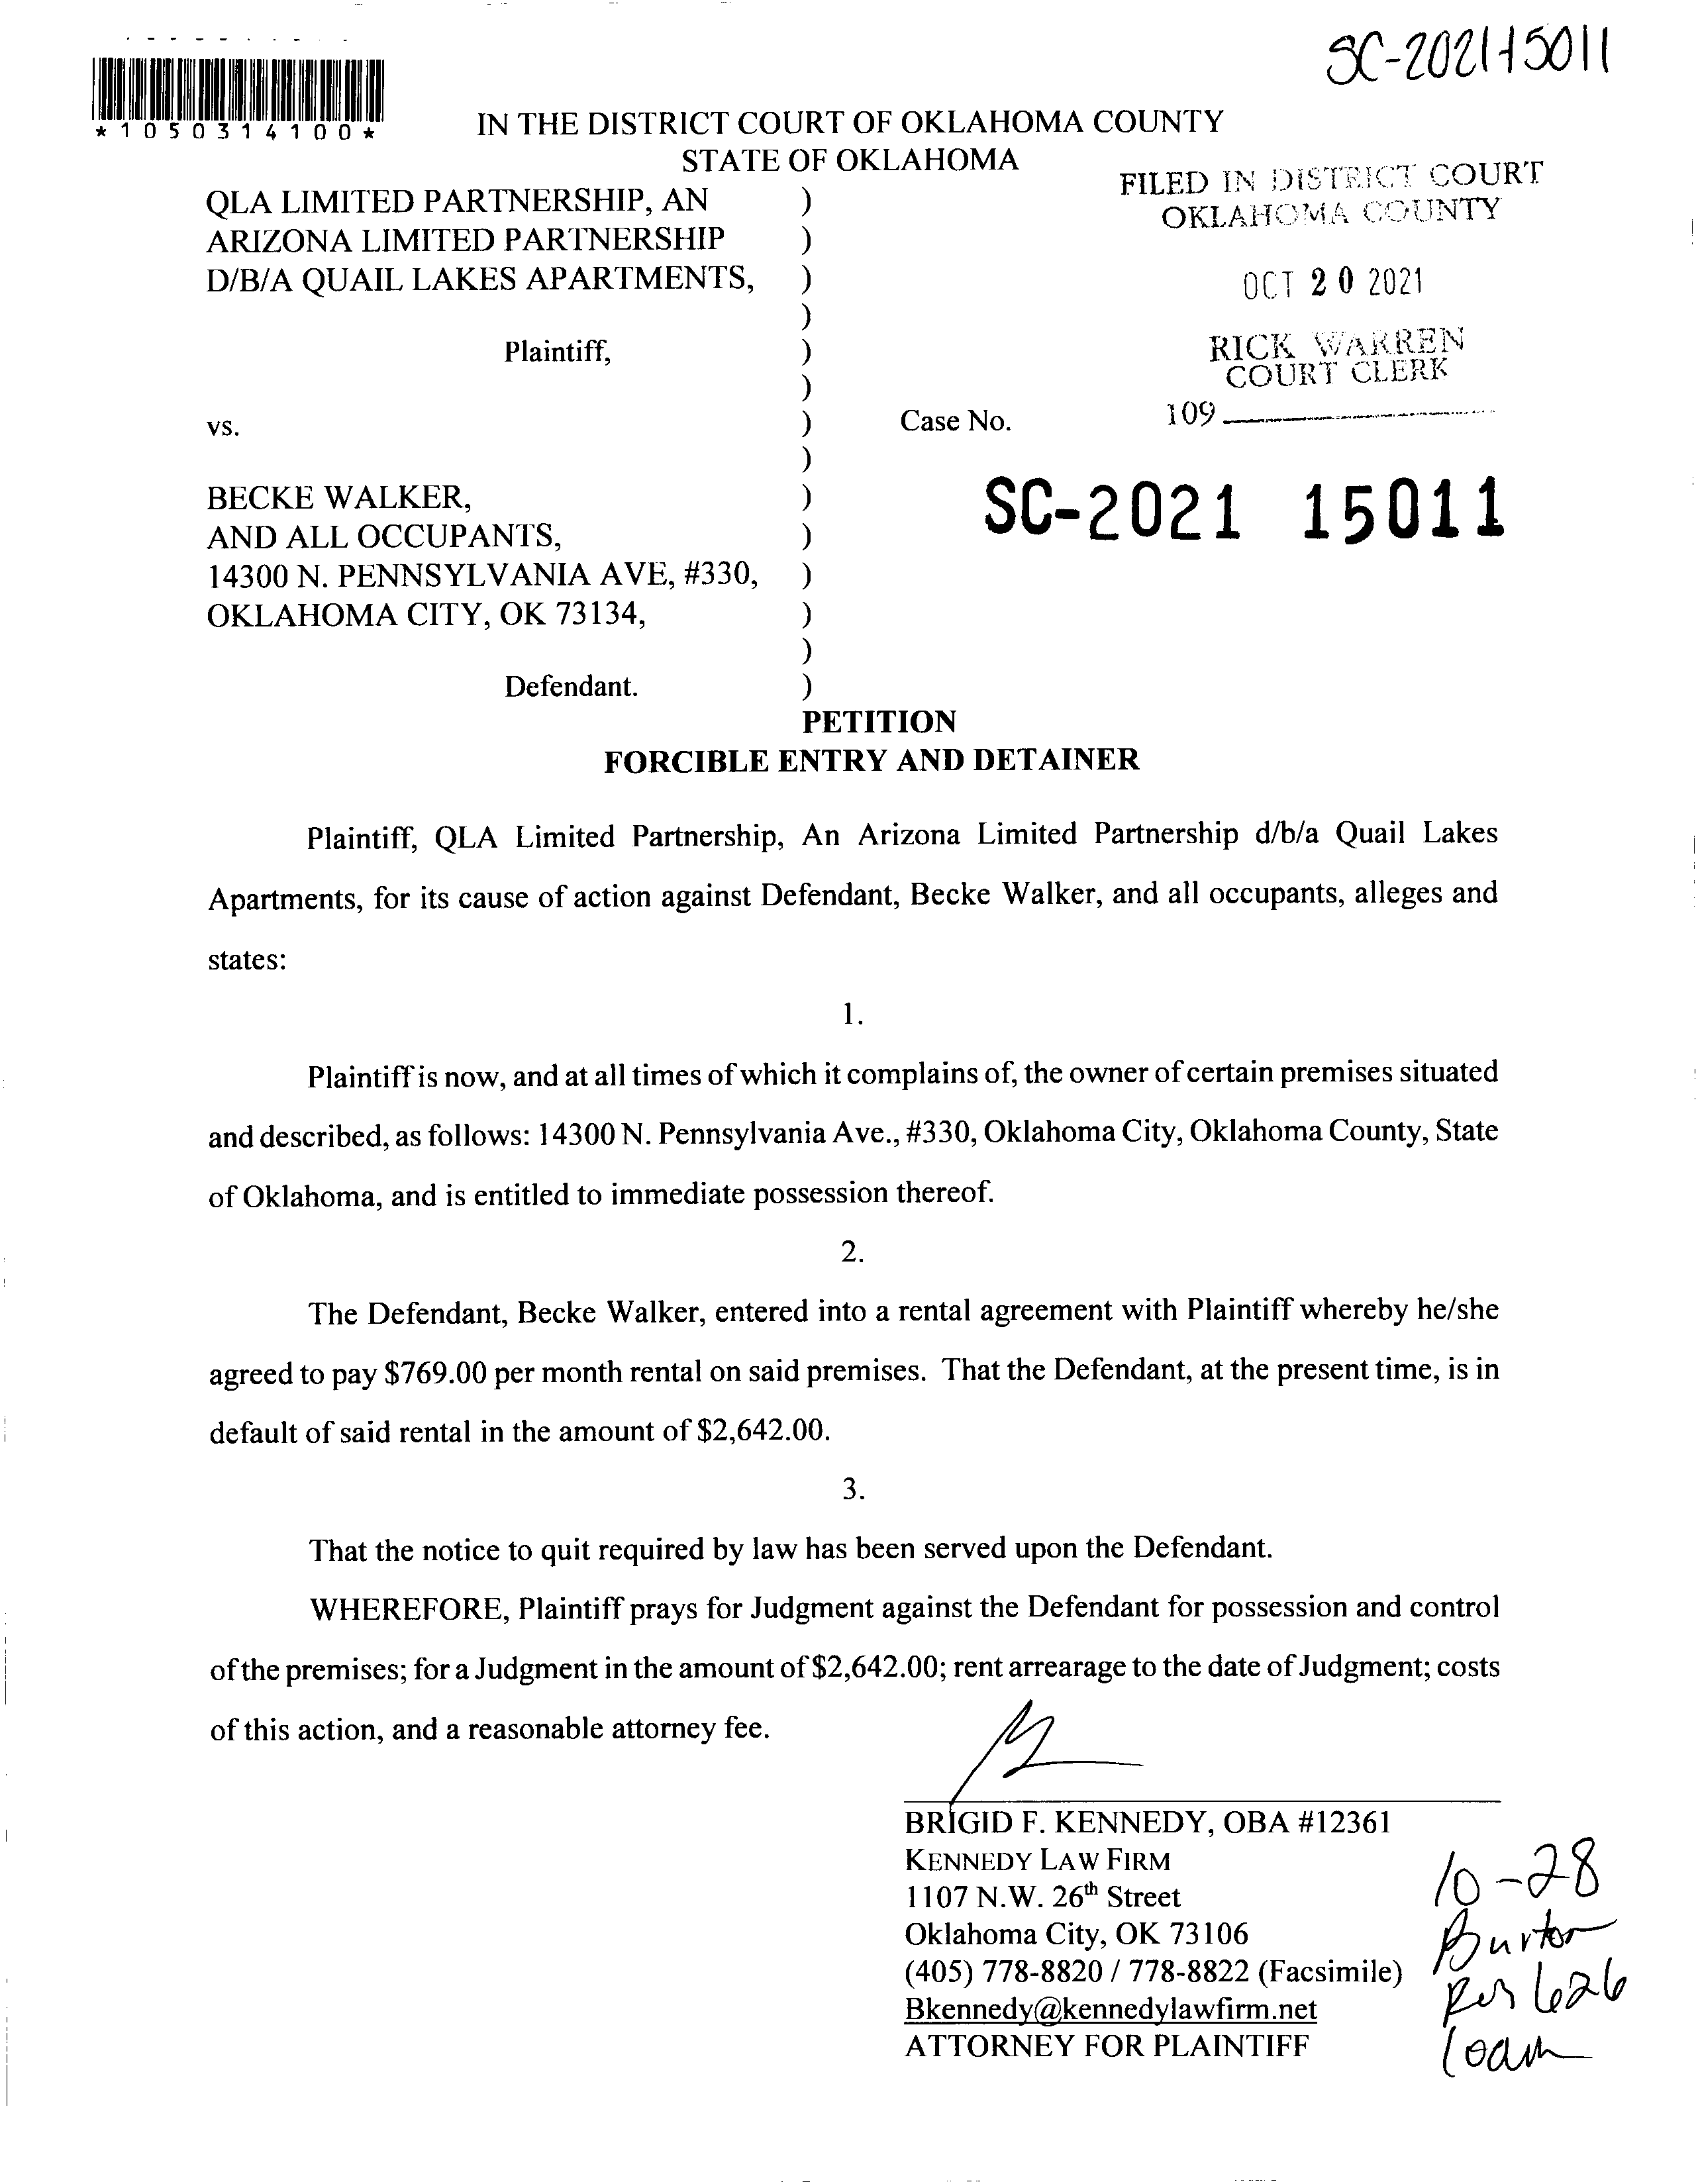 SC-2021-15011
*1050314100*
IN THE DISTRICT COURT OF OKLAHOMA COUNTY
STATE OF OKLAHOMA
FILED IN DISTRICT COURT
OKLAHOMA COUNTY
OCT 20 2021
RICK WARREN
COURT CLERK
109
QLA LIMITED PARTNERSHIP, AN )
ARIZONA LIMITED PARTNERSHIP )
D/B/A QUAIL LAKES APARTMENTS, )
)
Plaintiff, )
)
vs. ) Case No.
)
SC-2021 15011
BECKE WALKER, )
AND ALL OCCUPANTS, )
14300 N. PENNSYLVANIA AVE, #330, )
OKLAHOMA CITY, OK 73134, )
)
Defendant. )
PETITION
FORCIBLE ENTRY AND DETAINER
Plaintiff, QLA Limited Partnership, An Arizona Limited Partnership d/b/a Quail Lakes
Apartments, for its cause of action against Defendant, Becke Walker, and all occupants, alleges and
states:
1.
Plaintiff is now, and at all times of which it complains of, the owner of certain premises situated
and described, as follows: 14300 N. Pennsylvania Ave., #330, Oklahoma City, Oklahoma County, State
of Oklahoma, and is entitled to immediate possession thereof.
2.
The Defendant, Becke Walker, entered into a rental agreement with Plaintiff whereby he/she
agreed to pay $769.00 per month rental on said premises. That the Defendant, at the present time, is in
default of said rental in the amount of $2,642.00.
3.
That the notice to quit required by law has been served upon the Defendant.
WHEREFORE, Plaintiff prays for Judgment against the Defendant for possession and control
of the premises; for a Judgment in the amount of $2,642.00; rent arrearage to the date of Judgment; costs
of this action, and a reasonable attorney fee.
BRIGID F. KENNEDY, OBA #12361
KENNEDY LAW FIRM
1107 N.W. 26th Street
Oklahoma City, OK 73106
(405) 778-8820 / 778-8822 (Facsimile)
Bkennedy@kennedylawfirm.net
ATTORNEY FOR PLAINTIFF
10-28
Burton
626
10am